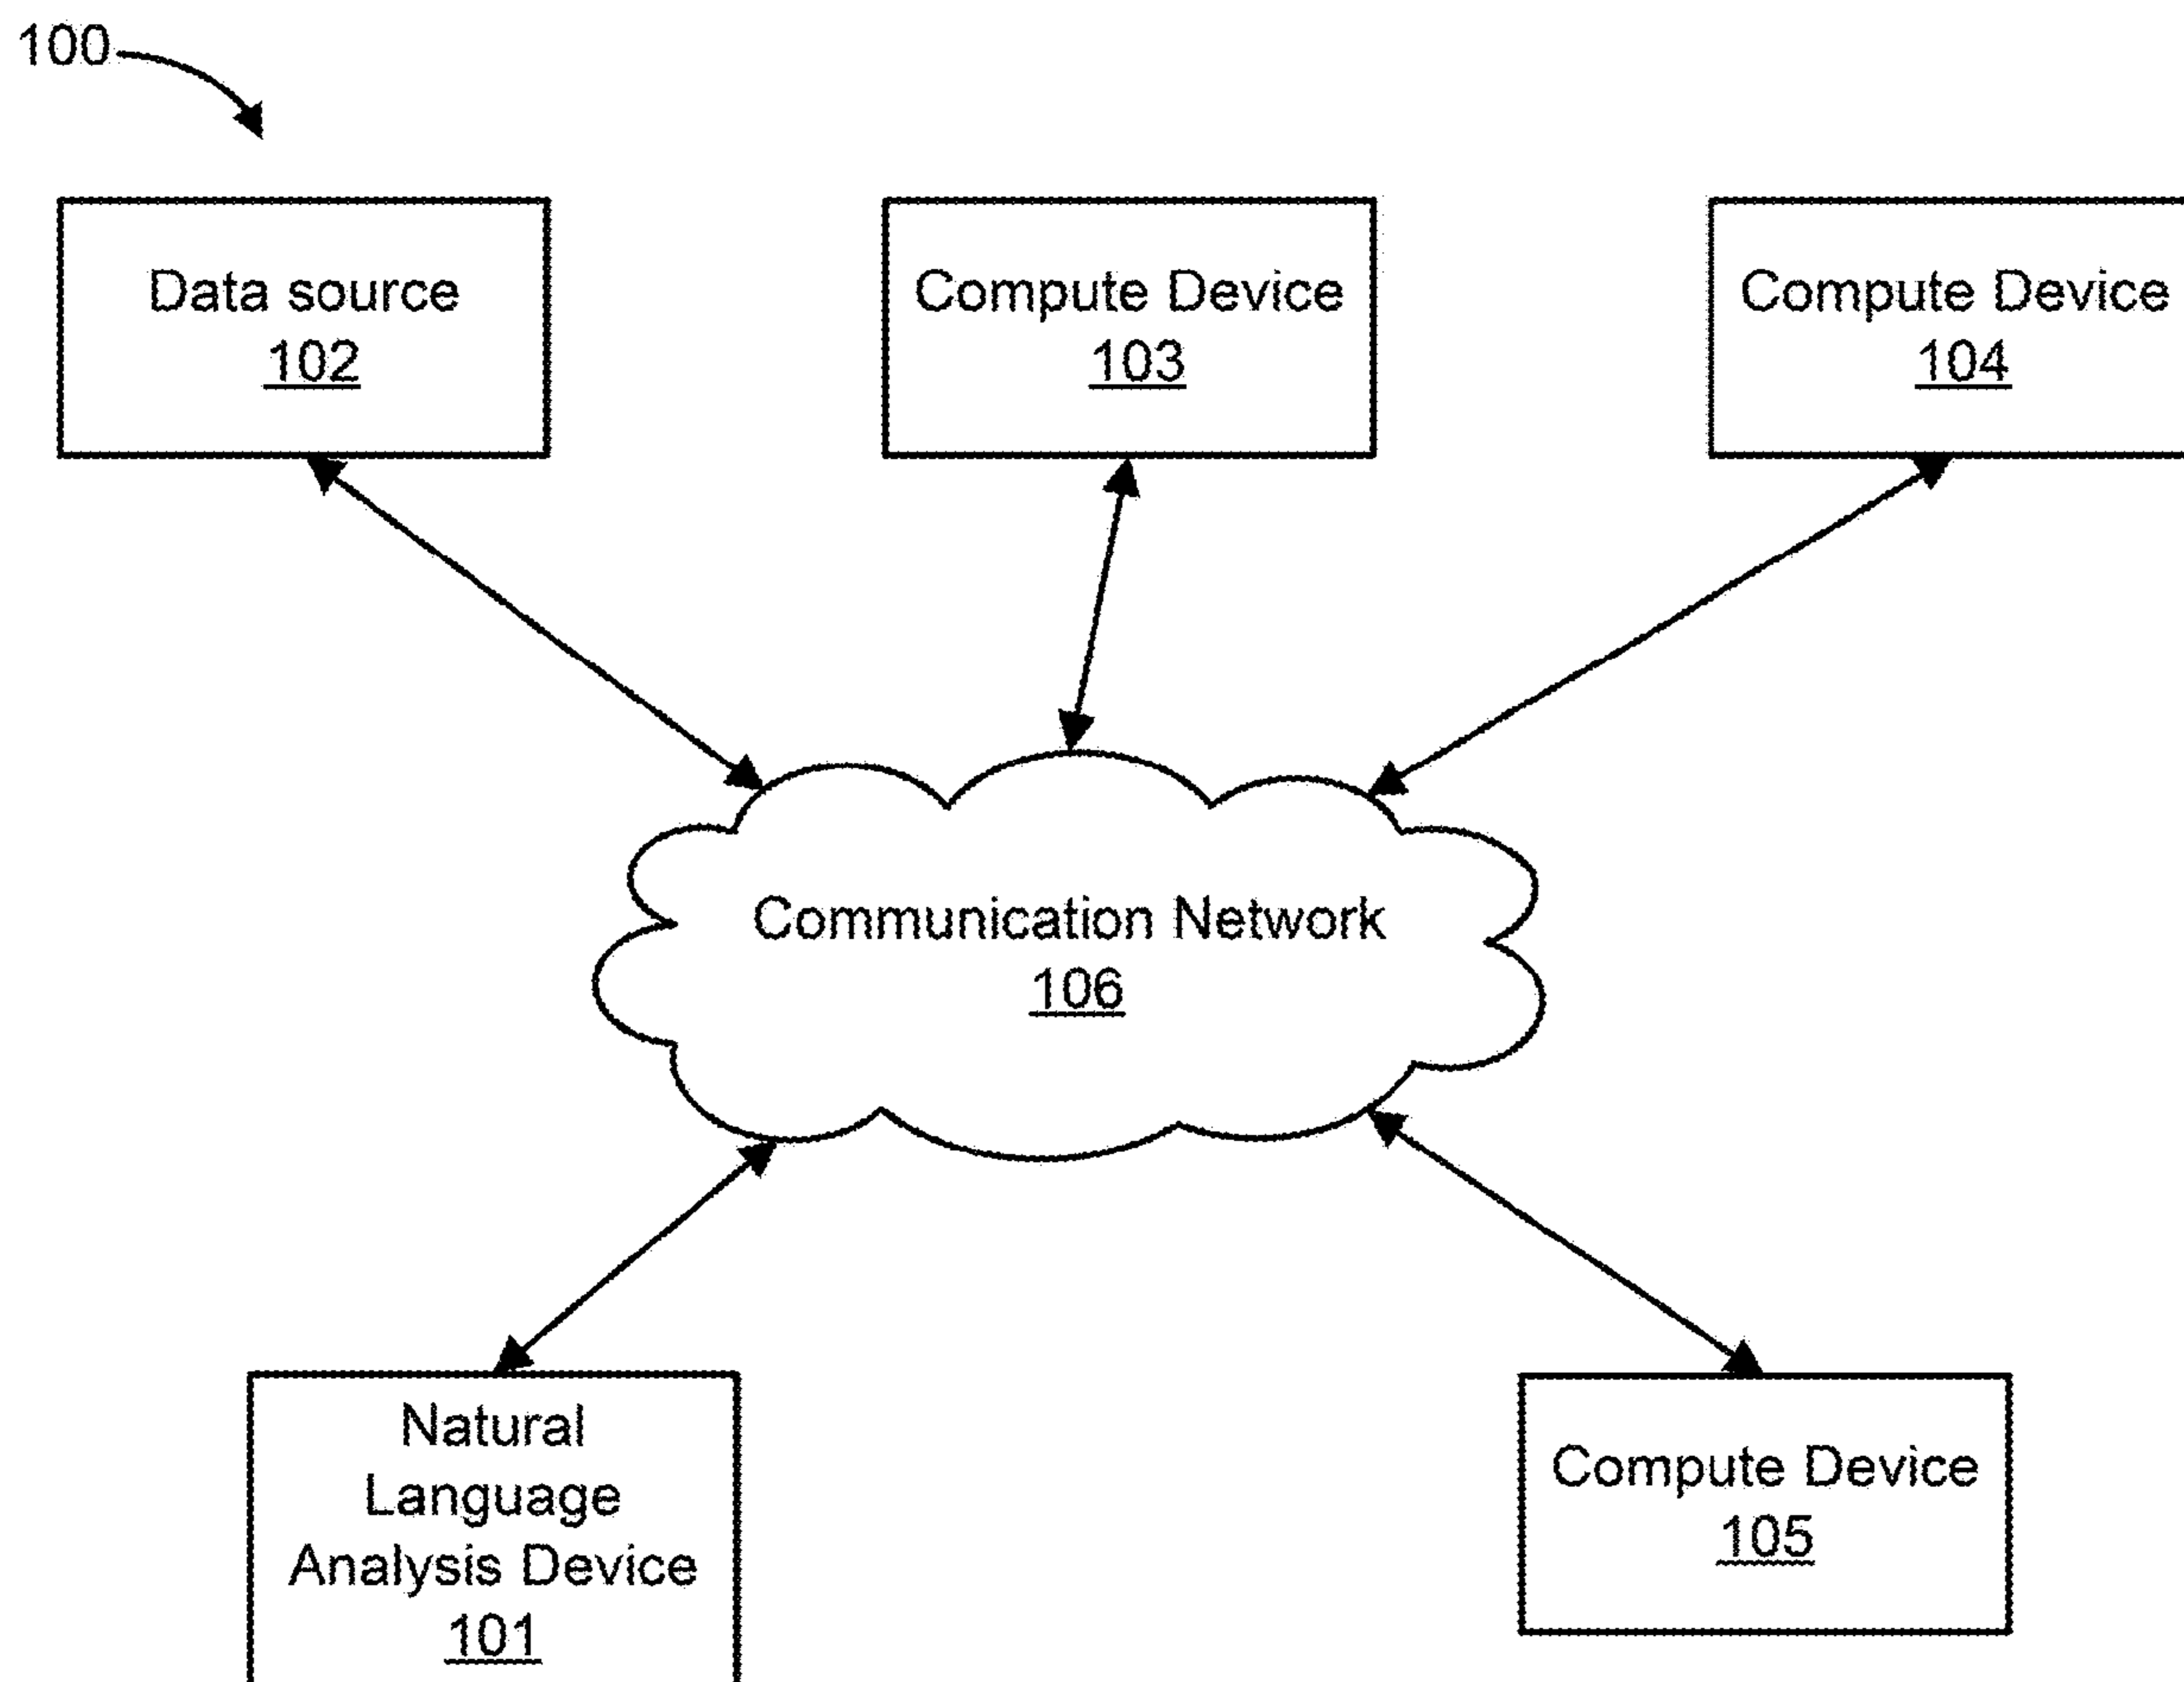 100
Data source
102
Compute Device
103
Compute Device
104
Communication Network
106
Natural
Language
Analysis Device
101
Compute Device
105